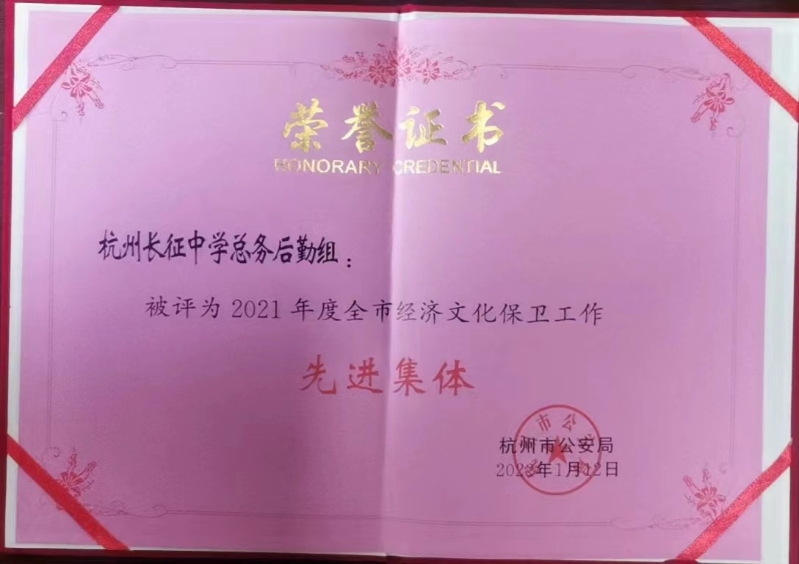 荣誉证书
HONORARY CREDENTIAL
杭州长征中学总务后勤组：
被评为2021年度全市经济文化保卫工作
先进集体
杭州市公安局
2022年1月12日